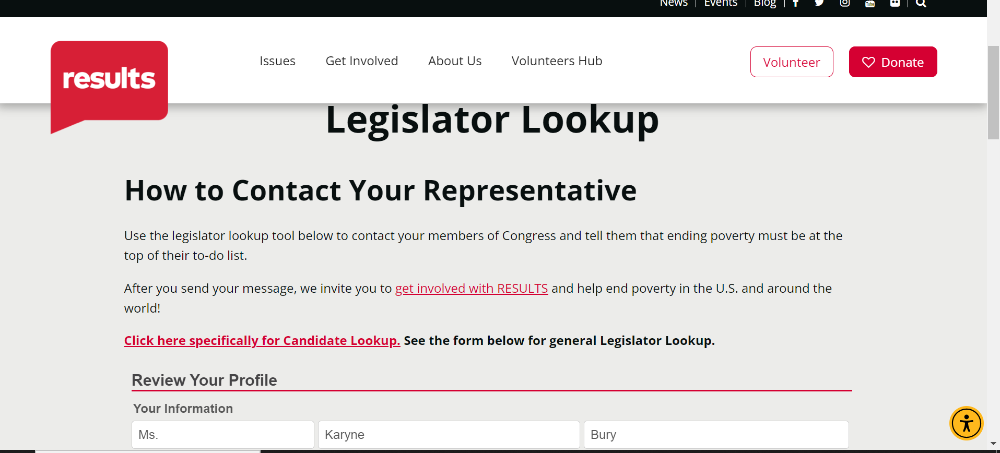 News | Events | Blog |
results
Issues Get Involved About Us Volunteers Hub
Volunteer
Donate
Legislator Lookup
How to Contact Your Representative
Use the legislator lookup tool below to contact your members of Congress and tell them that ending poverty must be at the
top of their to-do list.
After you send your message, we invite you to get involved with RESULTS and help end poverty in the U.S. and around the
world!
Click here specifically for Candidate Lookup. See the form below for general Legislator Lookup.
Review Your Profile
Your Information
Ms. Karyne Bury